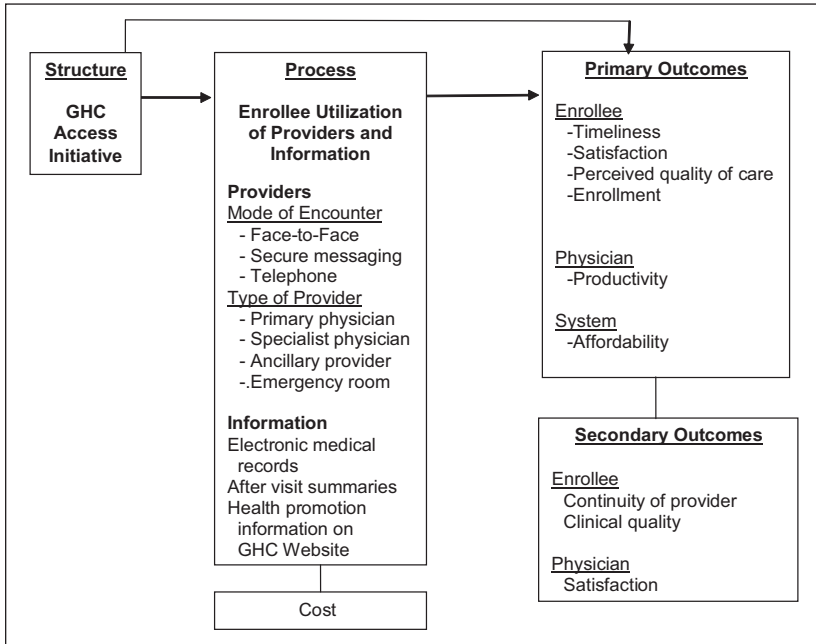 Structure
GHC
Access
Initiative
Process
Enrollee Utilization
of Providers and
Information
Providers
Mode of Encounter
- Face-to-Face
- Secure messaging
- Telephone
Type of Provider
- Primary physician
- Specialist physician
- Ancillary provider
-.Emergency room
Information
Electronic medical
records
After visit summaries
Health promotion
information on
GHC Website
Cost
Primary Outcomes
Enrollee
-Timeliness
-Satisfaction
-Perceived quality of care
-Enrollment
Physician
-Productivity
System
-Affordability
Secondary Outcomes
Enrollee
Continuity of provider
Clinical quality
Physician
Satisfaction